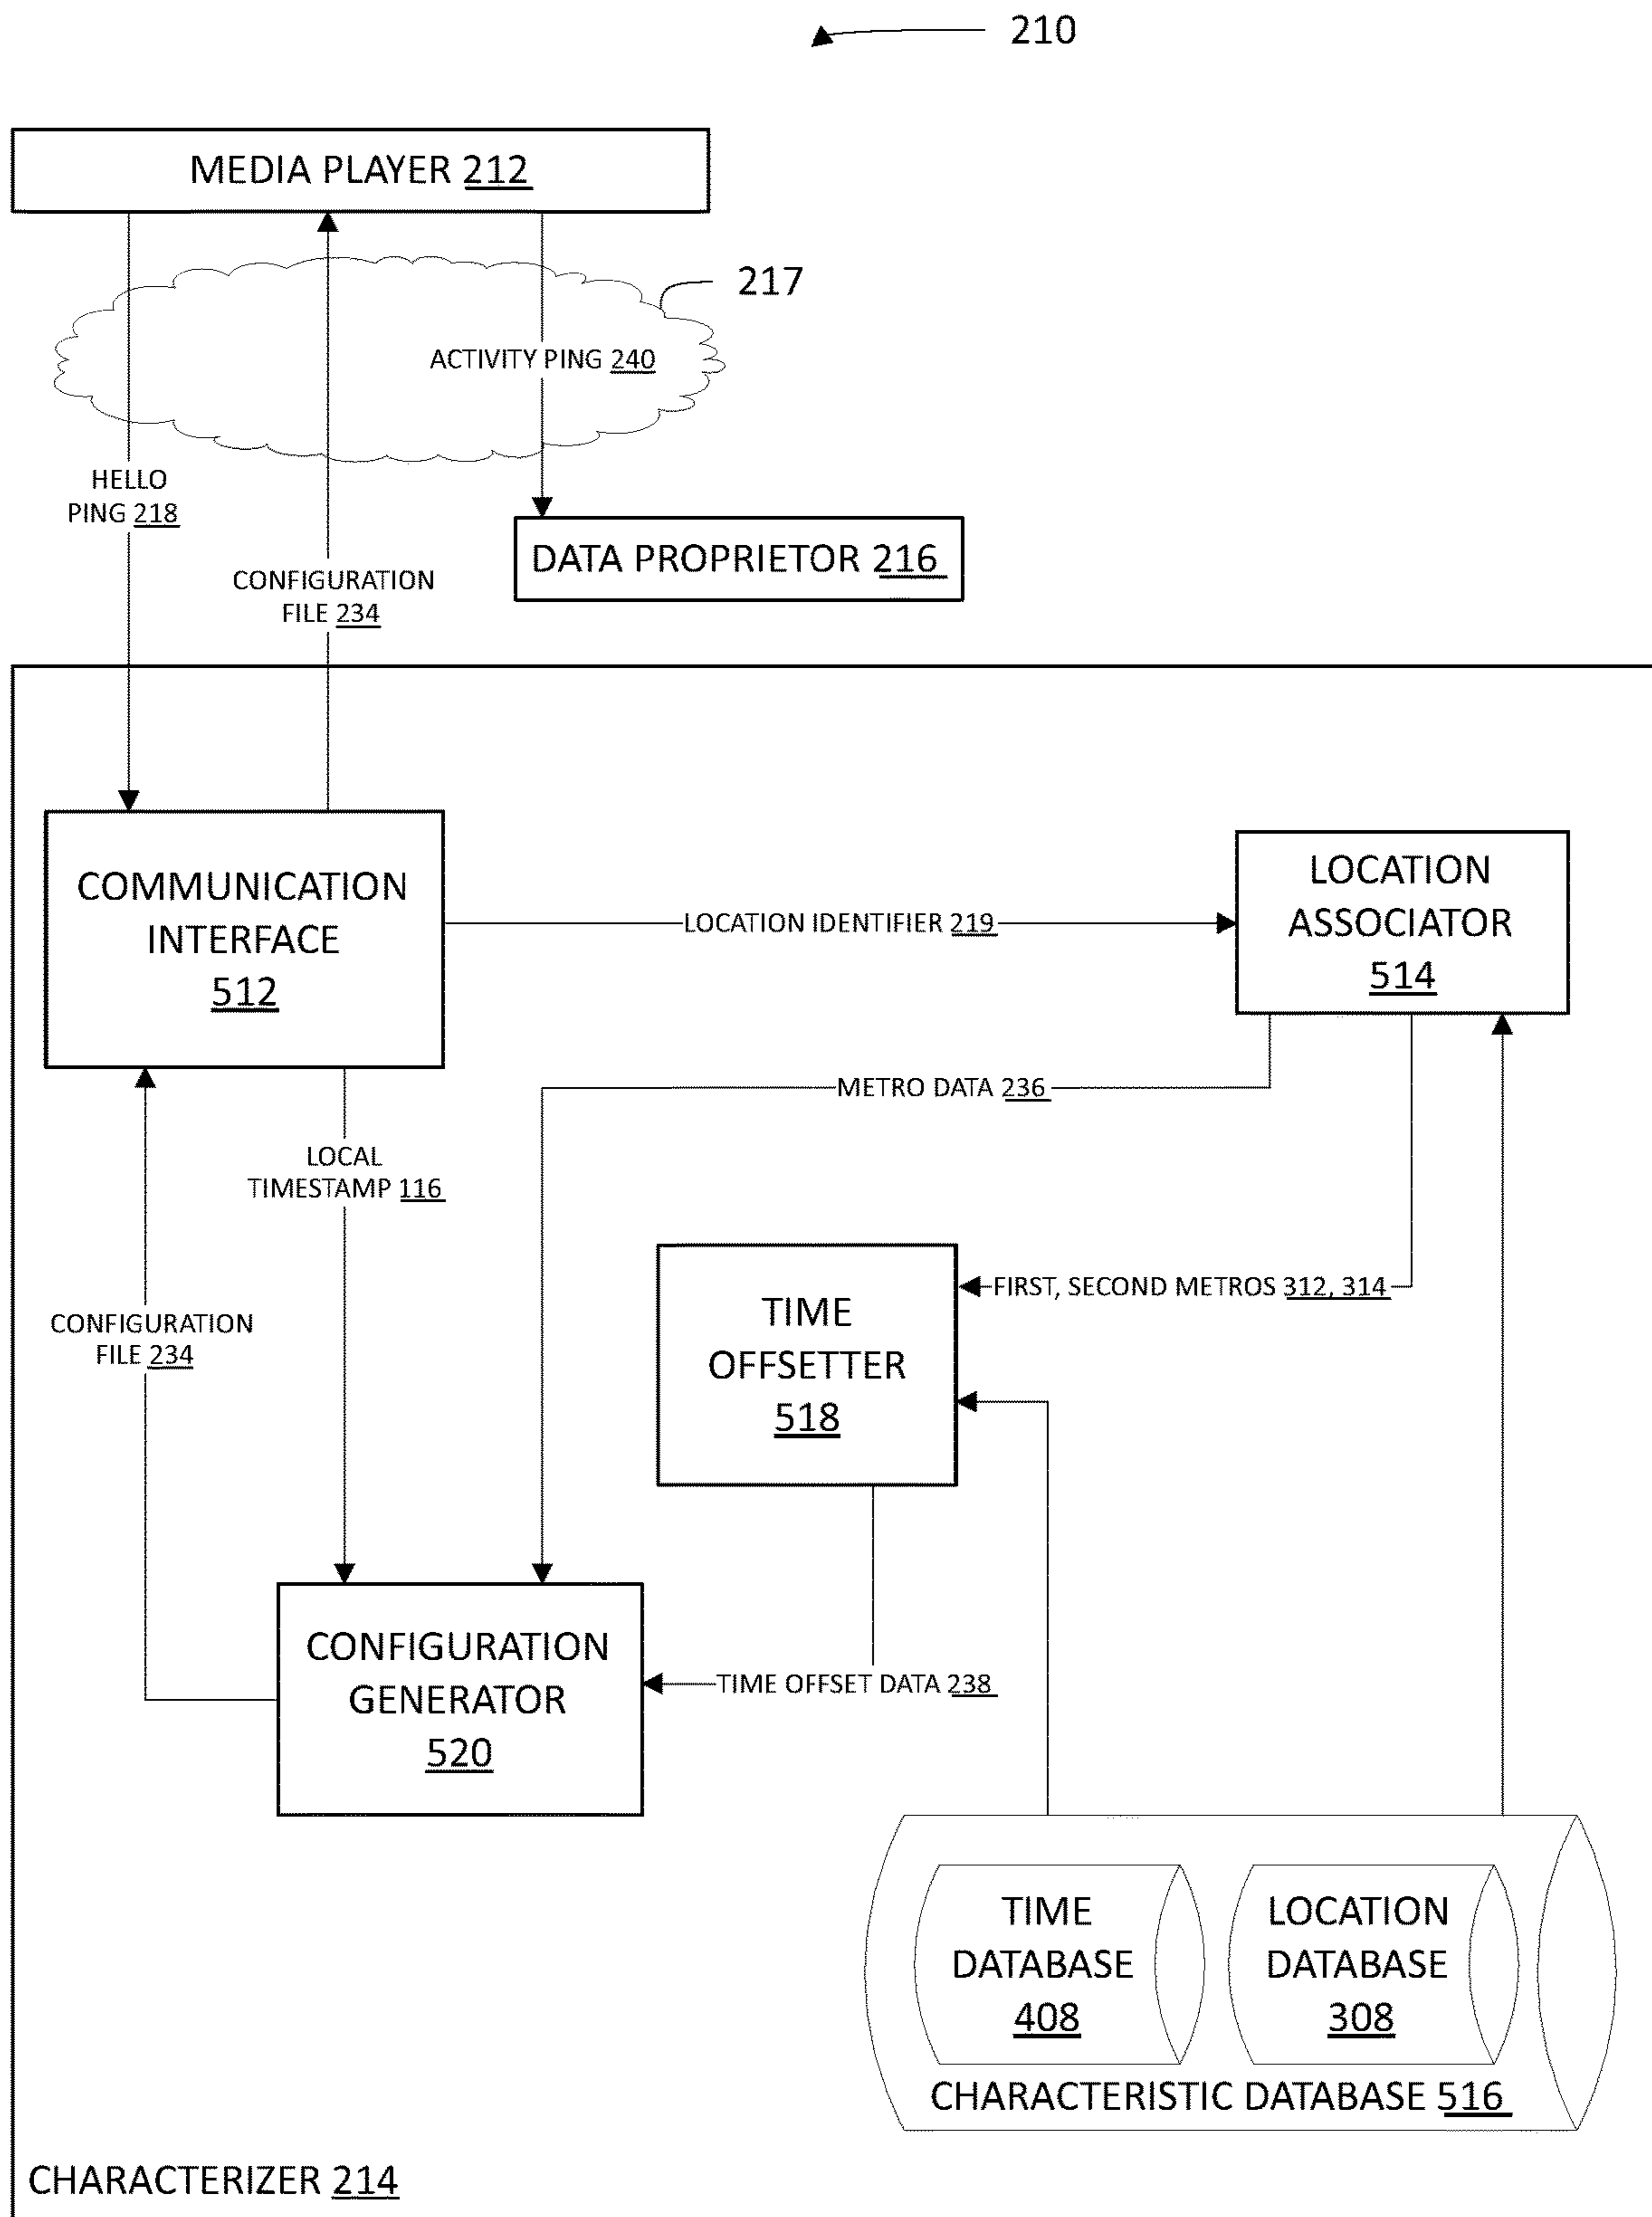 210
MEDIA PLAYER 212
217
ACTIVITY PING 240
HELLO
PING 218
DATA PROPRIETOR 216
CONFIGURATION
FILE 234
COMMUNICATION
INTERFACE
512
LOCATION IDENTIFIER 219
LOCATION
ASSOCIATOR
514
METRO DATA 236
LOCAL
TIMESTAMP 116
FIRST, SECOND METROS 312, 314
TIME
OFFSETTER
518
CONFIGURATION
FILE 234
CONFIGURATION
GENERATOR
520
TIME OFFSET DATA 238
TIME
DATABASE
408
LOCATION
DATABASE
308
CHARACTERISTIC DATABASE 516
CHARACTERIZER 214